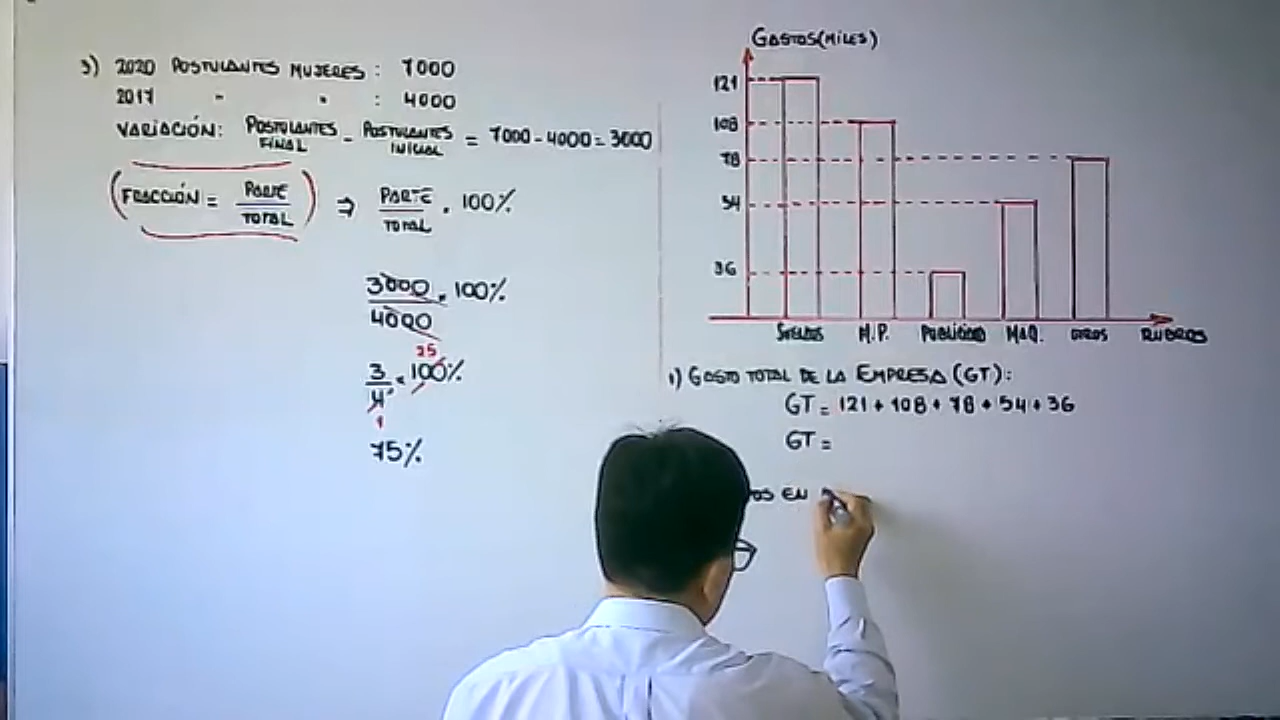 3) 2020 POSTULANTES MUJERES : 7000
2017 " " : 4000
VARIACIÓN: POSTULANTES FINAL - POSTULANTES INICIAL = 7000 - 4000 = 3000
(FRACCIÓN = PARTE / TOTAL) ⇒ PARTE / TOTAL . 100%
3000 / 4000 . 100%
25
3 / 4 . 100%
1
75%
GASTOS(MILES)
121
108
78
54
36
SUELDOS M.P. PUBLICIDAD MAQ. OTROS RUBROS
1) GASTO TOTAL DE LA EMPRESA (GT):
GT = 121 + 108 + 78 + 54 + 36
GT =
OS EN